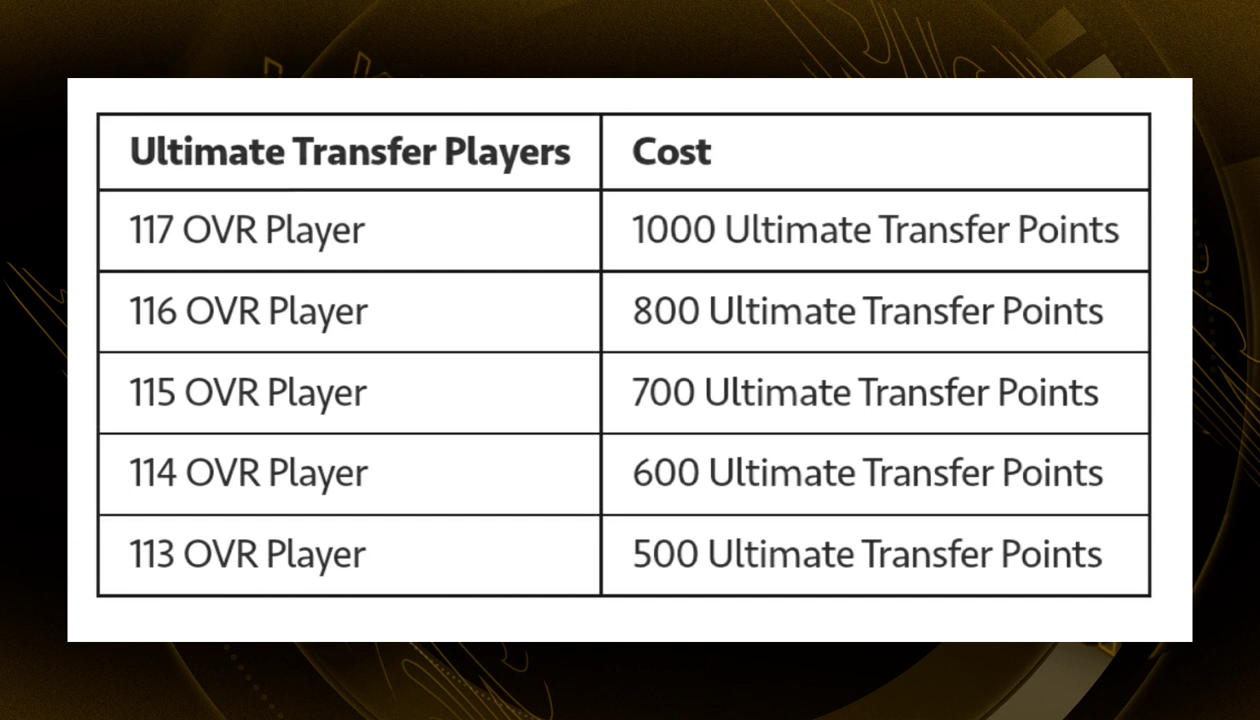 Ultimate Transfer Players Cost
117 OVR Player 1000 Ultimate Transfer Points
116 OVR Player 800 Ultimate Transfer Points
115 OVR Player 700 Ultimate Transfer Points
114 OVR Player 600 Ultimate Transfer Points
113 OVR Player 500 Ultimate Transfer Points